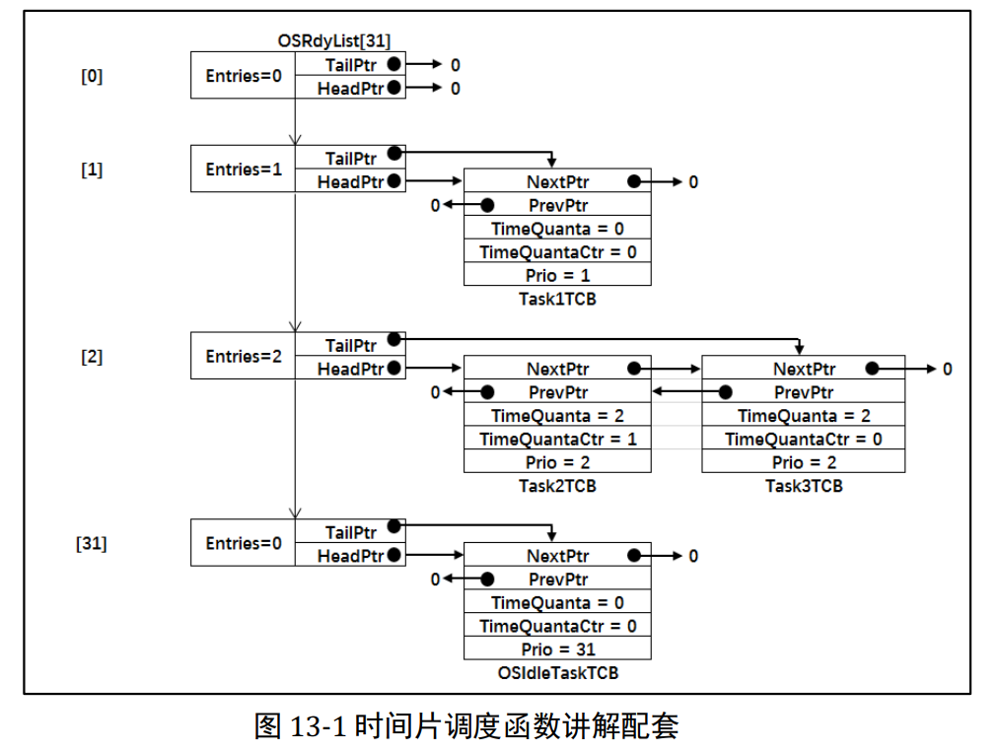 OSRdyList[31]
[0]
Entries=0
TailPtr
0
HeadPtr
0
[1]
Entries=1
TailPtr
HeadPtr
NextPtr
0
0
PrevPtr
TimeQuanta = 0
TimeQuantaCtr = 0
Prio = 1
Task1TCB
[2]
Entries=2
TailPtr
HeadPtr
NextPtr
0
PrevPtr
TimeQuanta = 2
TimeQuantaCtr = 1
Prio = 2
Task2TCB
NextPtr
0
PrevPtr
TimeQuanta = 2
TimeQuantaCtr = 0
Prio = 2
Task3TCB
[31]
Entries=0
TailPtr
HeadPtr
NextPtr
0
0
PrevPtr
TimeQuanta = 0
TimeQuantaCtr = 0
Prio = 31
OSIdleTaskTCB
图 13-1 时间片调度函数讲解配套